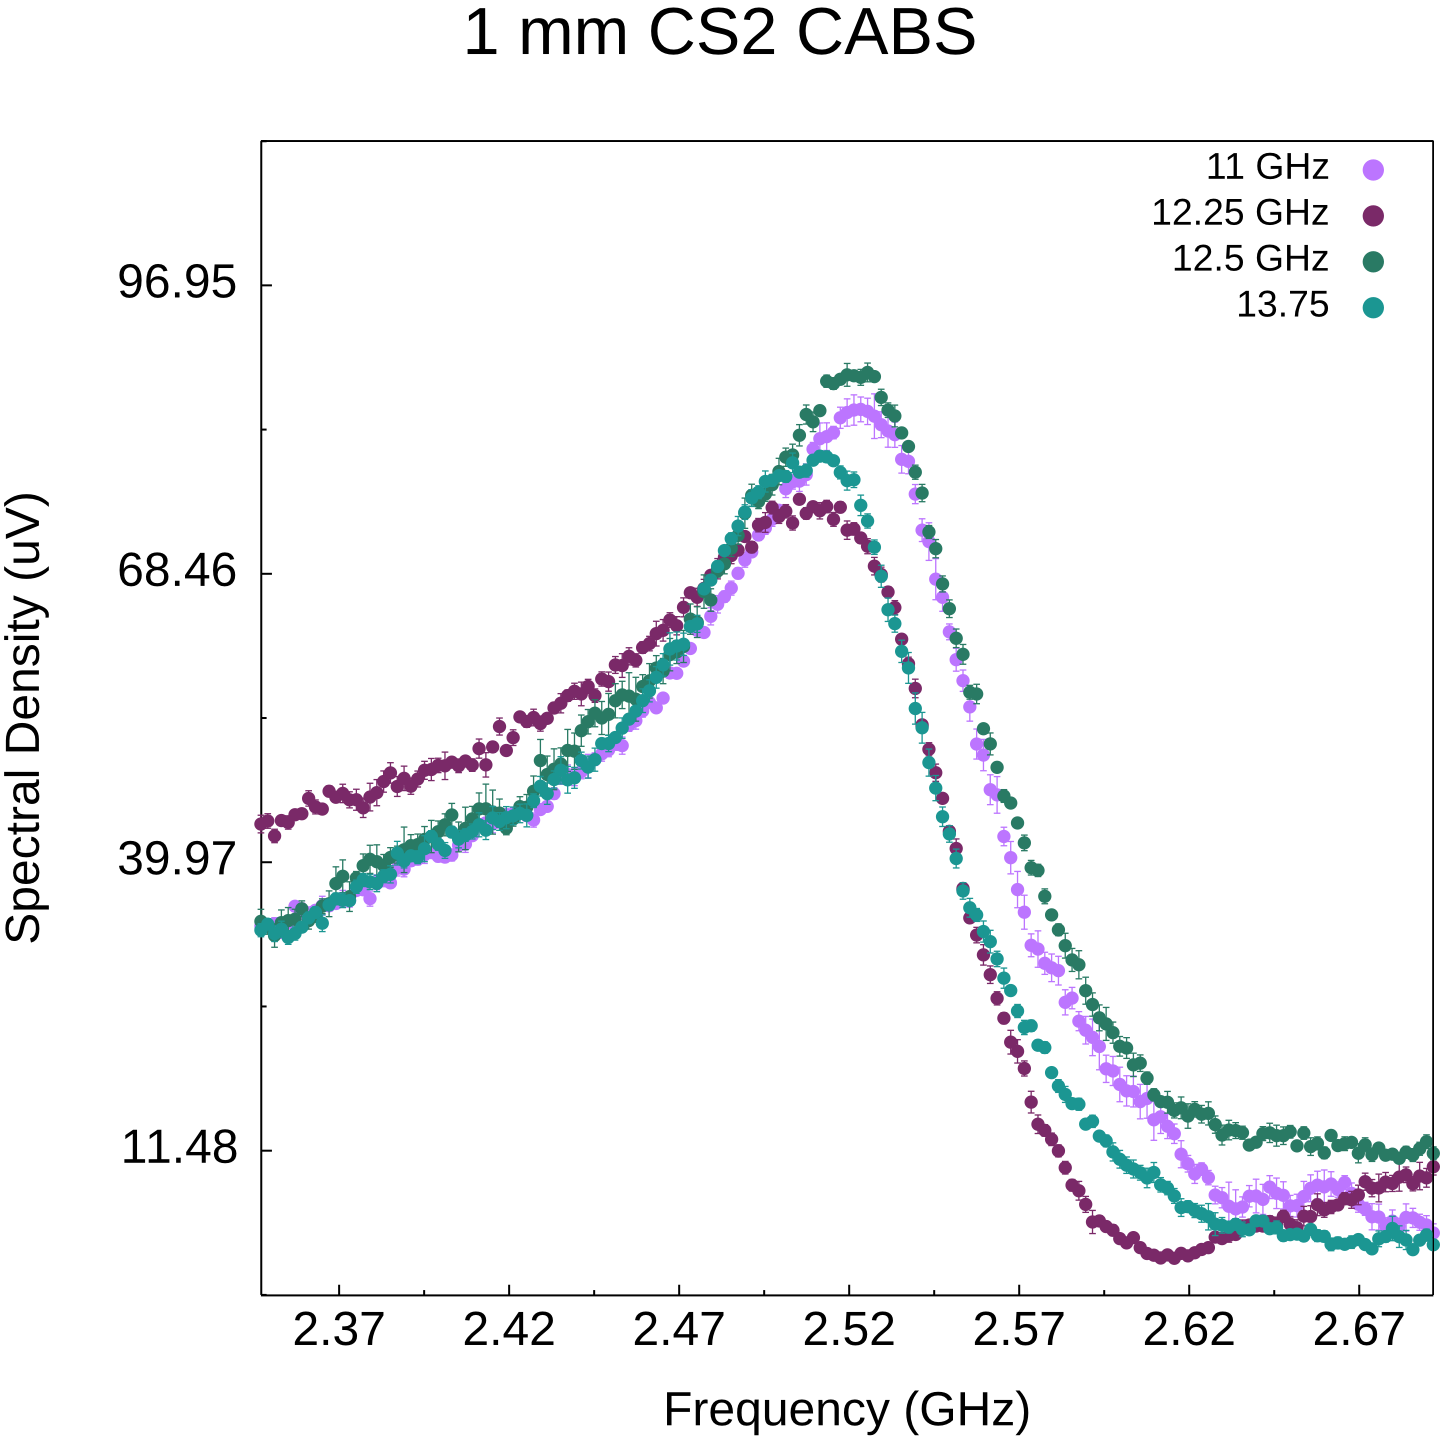 1 mm CS2 CABS
11 GHz
12.25 GHz
12.5 GHz
13.75
Spectral Density (uV)
96.95
68.46
39.97
11.48
2.37 2.42 2.47 2.52 2.57 2.62 2.67
Frequency (GHz)